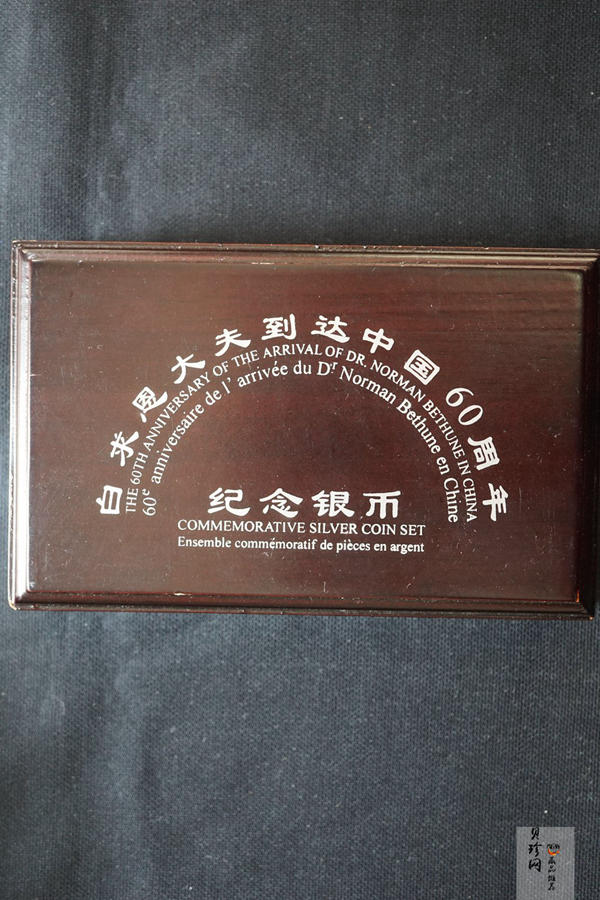 白求恩大夫到达中国60周年
THE 60TH ANNIVERSARY OF THE ARRIVAL OF DR. NORMAN BETHUNE IN CHINA
60e anniversaire de l'arrivée du Dr Norman Bethune en Chine
纪念银币
COMMEMORATIVE SILVER COIN SET
Ensemble commémoratif de pièces en argent
贝珍网